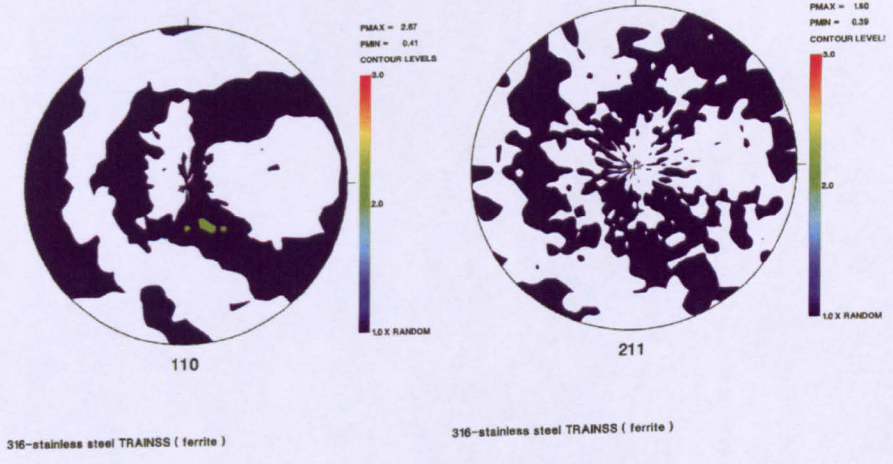 PMAX = 2.67
PMIN = 0.41
CONTOUR LEVELS
3.0
2.0
1.0 X RANDOM
110
316-stainless steel TRAINSS ( ferrite )
PMAX = 1.60
PMIN = 0.39
CONTOUR LEVEL
3.0
2.0
1.0 X RANDOM
211
316-stainless steel TRAINSS ( ferrite )